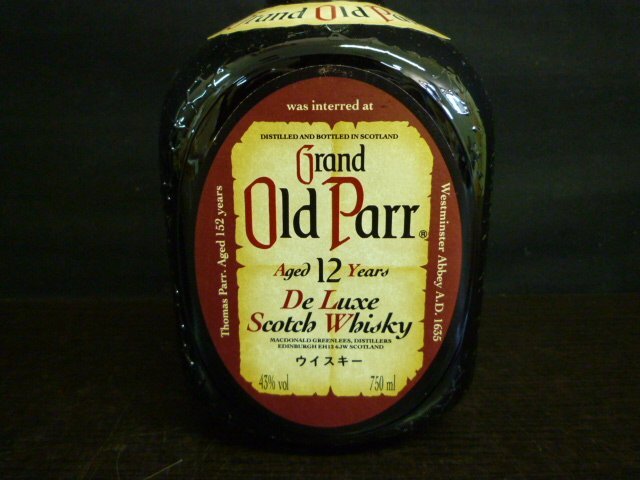 Grand Old Parr
was interred at
Thomas Parr. Aged 152 years
Westminster Abbey A.D. 1635
DISTILLED AND BOTTLED IN SCOTLAND
Grand
Old Parr®
Aged 12 Years
De Luxe
Scotch Whisky
MACDONALD GREENLEES, DISTILLERS
EDINBURGH EH12 6JW SCOTLAND
ウイスキー
43% vol 750 ml